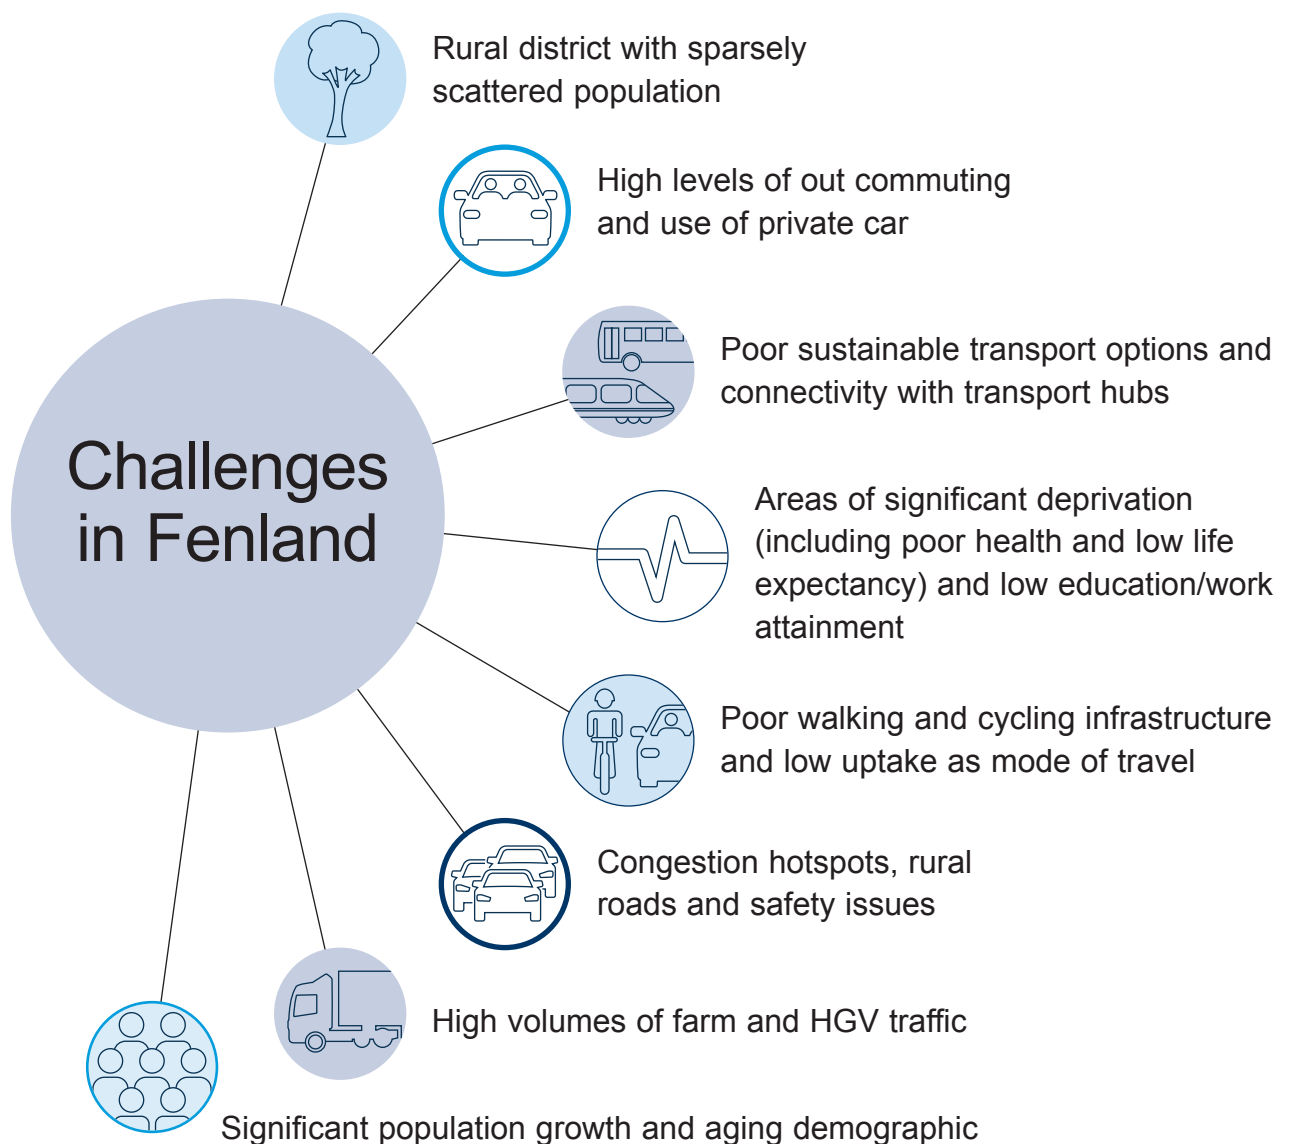 Rural district with sparsely
scattered population
High levels of out commuting
and use of private car
Poor sustainable transport options and
connectivity with transport hubs
Challenges
in Fenland
Areas of significant deprivation
(including poor health and low life
expectancy) and low education/work
attainment
Poor walking and cycling infrastructure
and low uptake as mode of travel
Congestion hotspots, rural
roads and safety issues
High volumes of farm and HGV traffic
Significant population growth and aging demographic